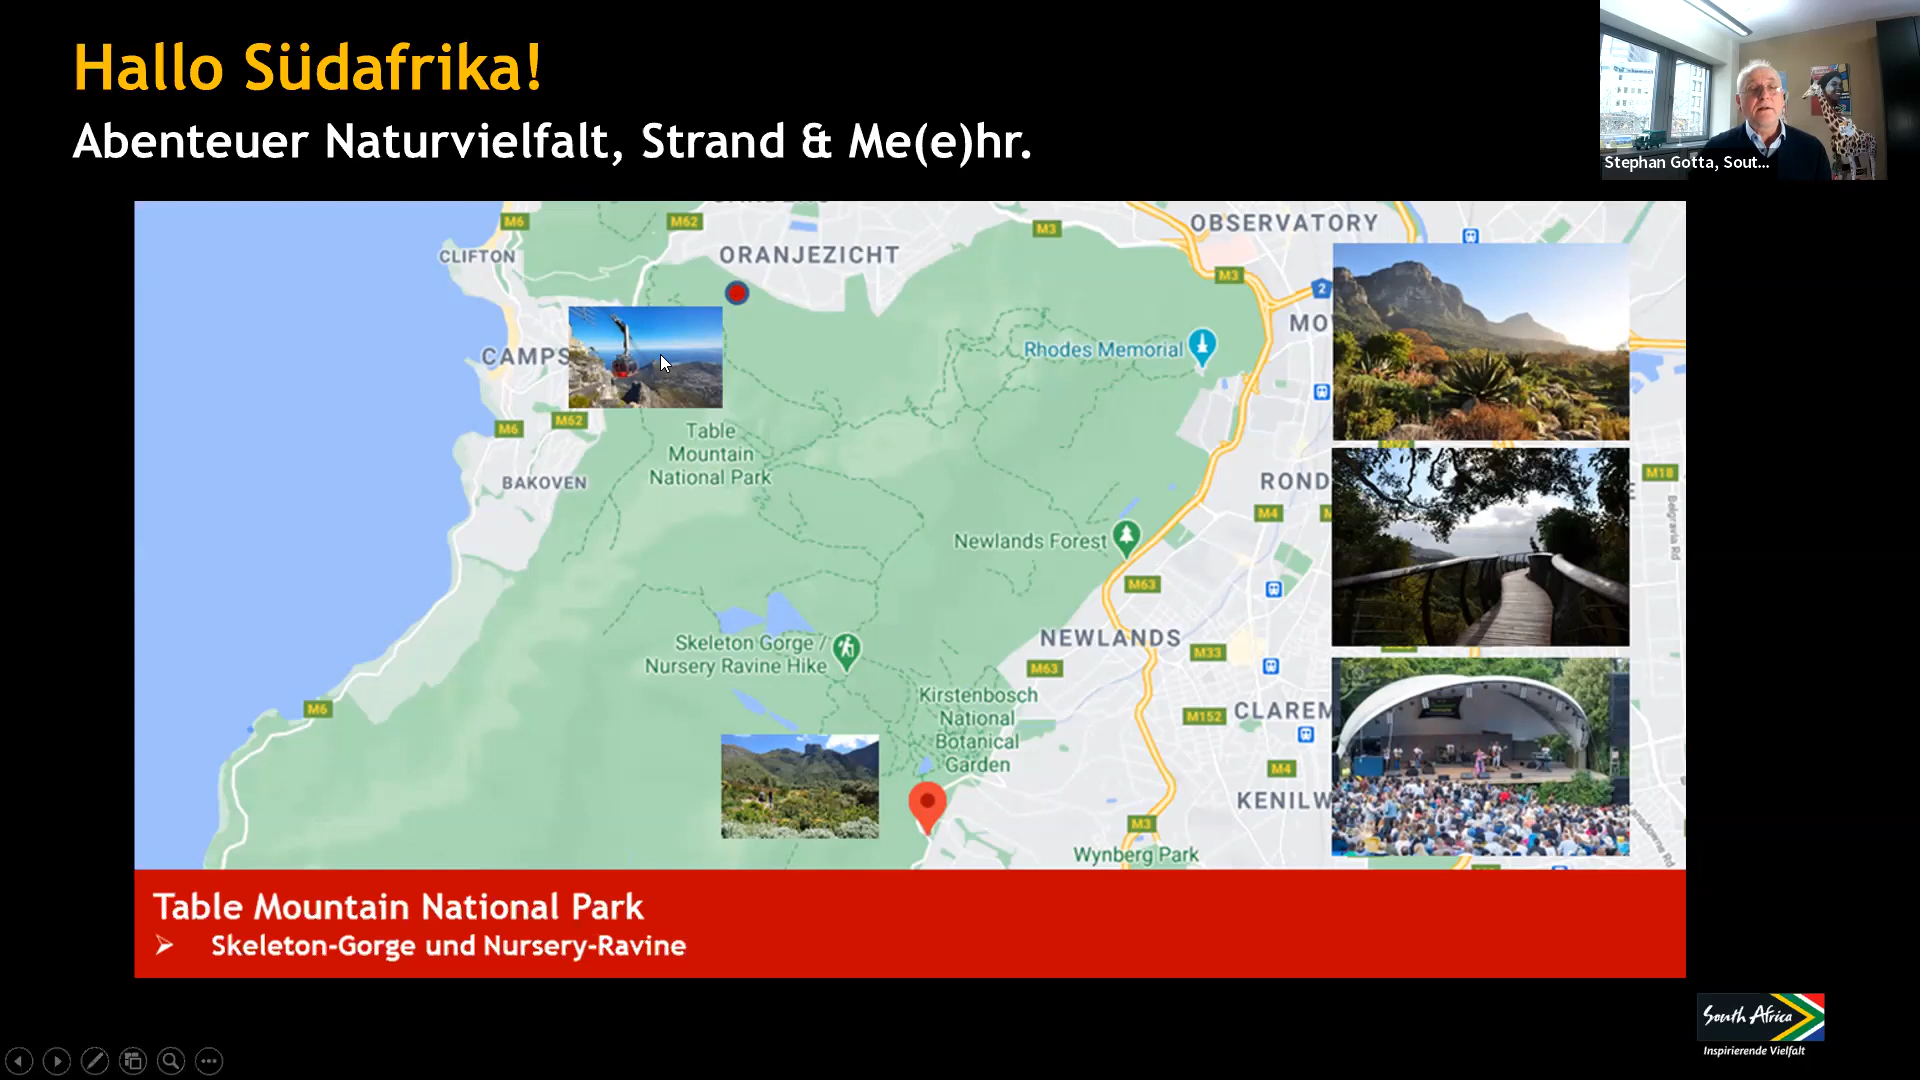 Hallo Südafrika!
Abenteuer Naturvielfalt, Strand & Me(e)hr.
Stephan Gotta, Sout...
M6
M62
M3
OBSERVATORY
CLIFTON
ORANJEZICHT
M3
2
MO
CAMPS
Rhodes Memorial
M6
M62
Table
Mountain
National Park
BAKOVEN
ROND
M18
M4
Newlands Forest
M63
Belgravia Rd
NEWLANDS
Skeleton Gorge /
Nursery Ravine Hike
M33
M63
Kirstenbosch
National
Botanical
Garden
M6
M152
CLAREM
M4
KENILW
M3
Wynberg Park
Table Mountain National Park
➢ Skeleton-Gorge und Nursery-Ravine
South Africa
Inspirierende Vielfalt